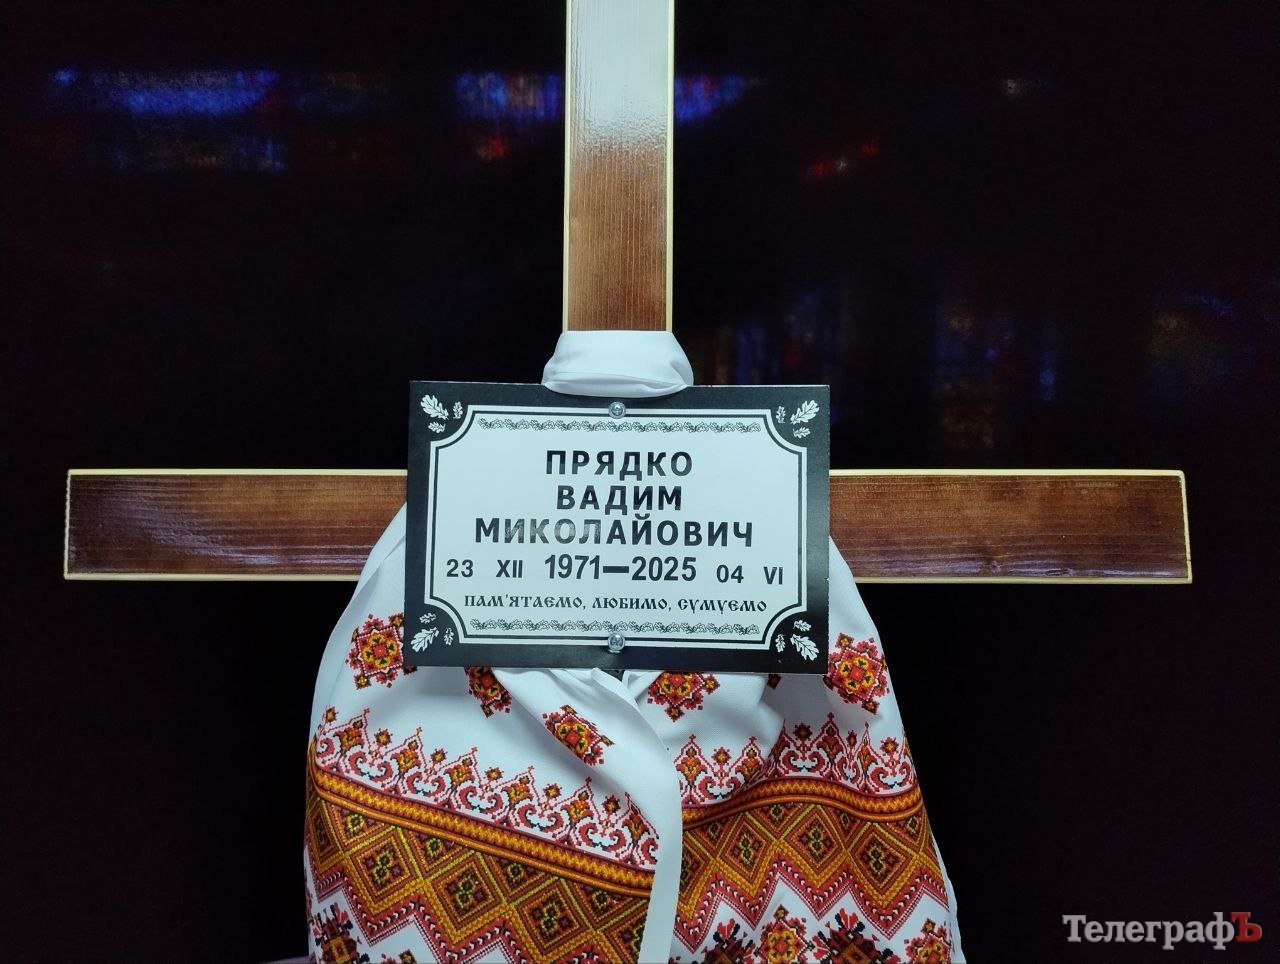 ПРЯДКО
ВАДИМ
МИКОЛАЙОВИЧ
23 XII 1971—2025 04 VI
ПАМ'ЯТАЄМО, ЛЮБИМО, СУМУЄМО
ТелеграфЪ